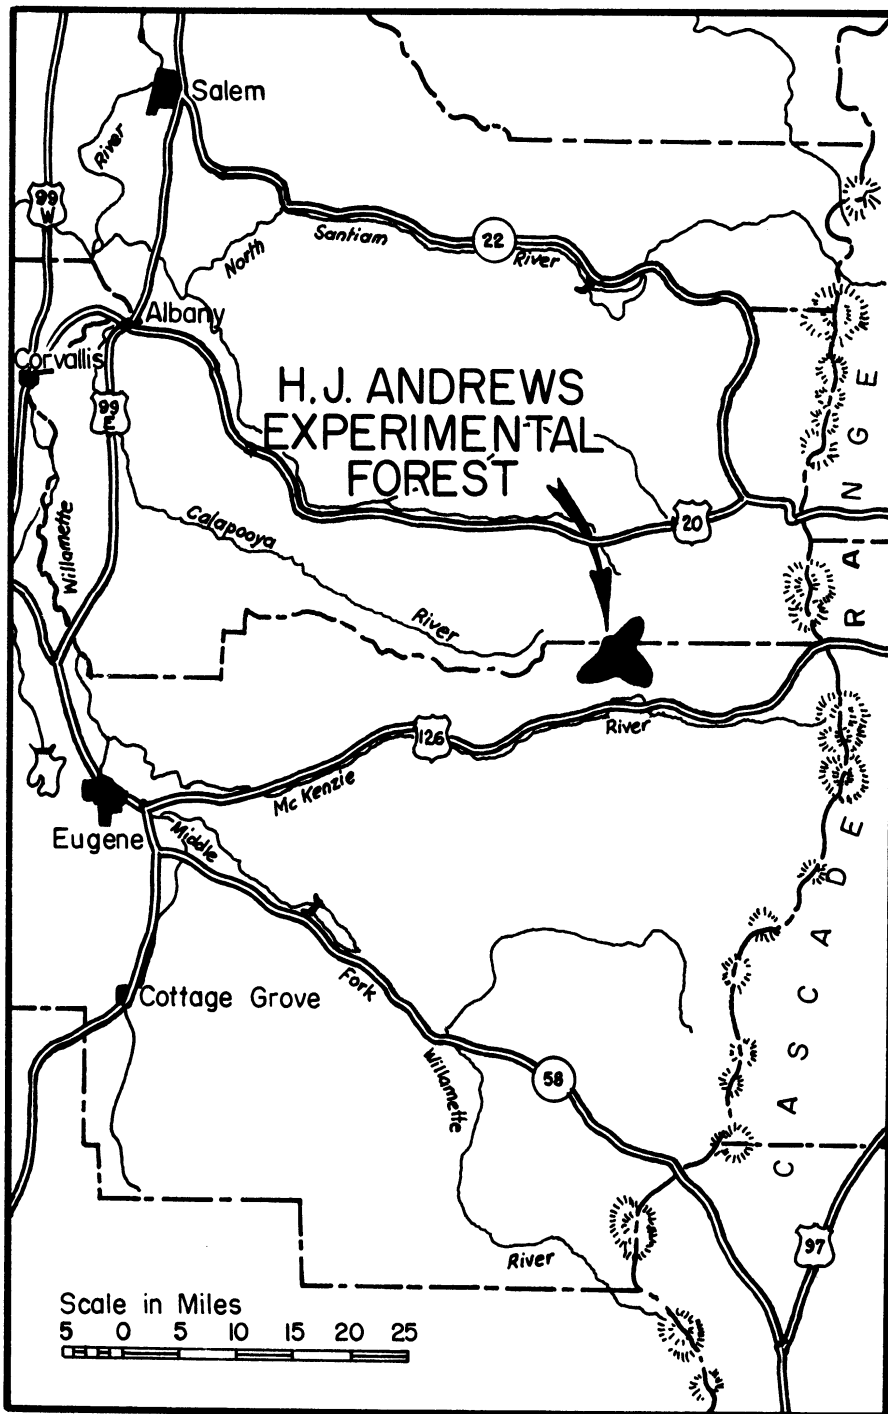 Salem
River
99
W
North
Santiam
22
River
Albany
Corvallis
99
E
H.J. ANDREWS
EXPERIMENTAL
FOREST
20
Willamette
Calapooya
River
CASCADE RANGE
126
River
Mc Kenzie
Eugene
Middle
Fork
Cottage Grove
Willamette
58
97
River
Scale in Miles
5 0 5 10 15 20 25